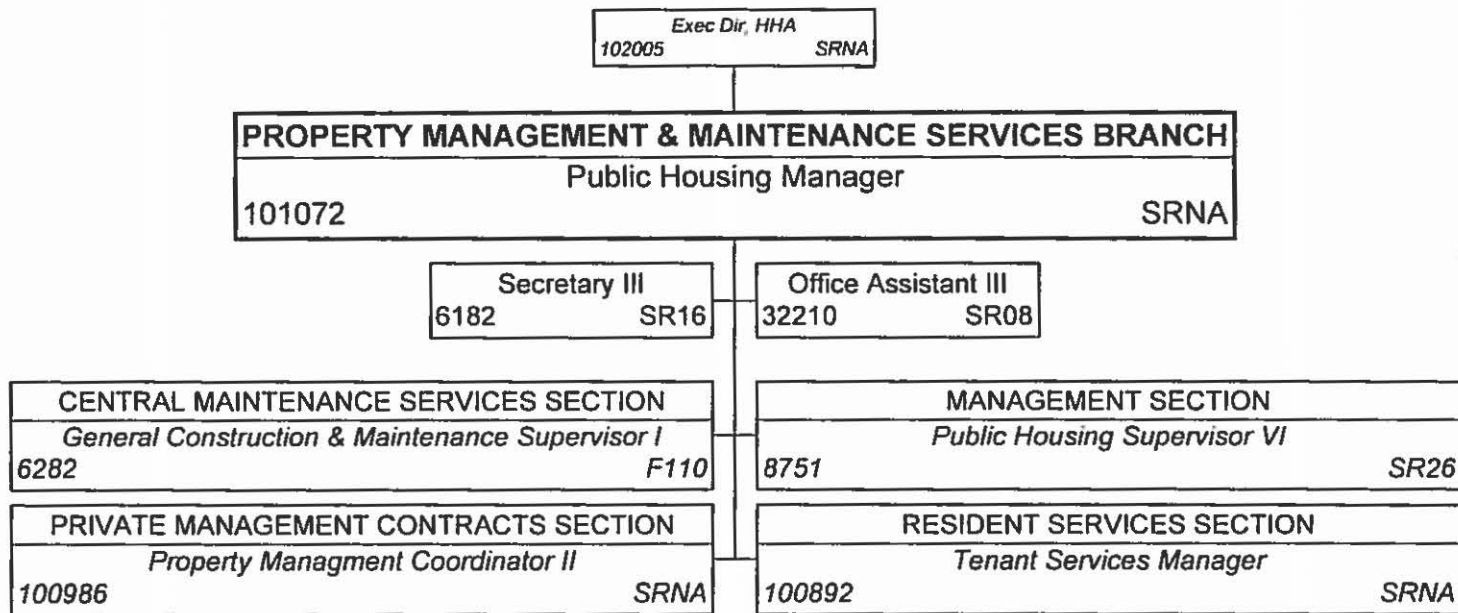 Exec Dir, HHA
102005 SRNA
PROPERTY MANAGEMENT & MAINTENANCE SERVICES BRANCH
Public Housing Manager
101072 SRNA
Secretary III
6182 SR16
Office Assistant III
32210 SR08
CENTRAL MAINTENANCE SERVICES SECTION
General Construction & Maintenance Supervisor I
6282 F110
MANAGEMENT SECTION
Public Housing Supervisor VI
8751 SR26
PRIVATE MANAGEMENT CONTRACTS SECTION
Property Managment Coordinator II
100986 SRNA
RESIDENT SERVICES SECTION
Tenant Services Manager
100892 SRNA